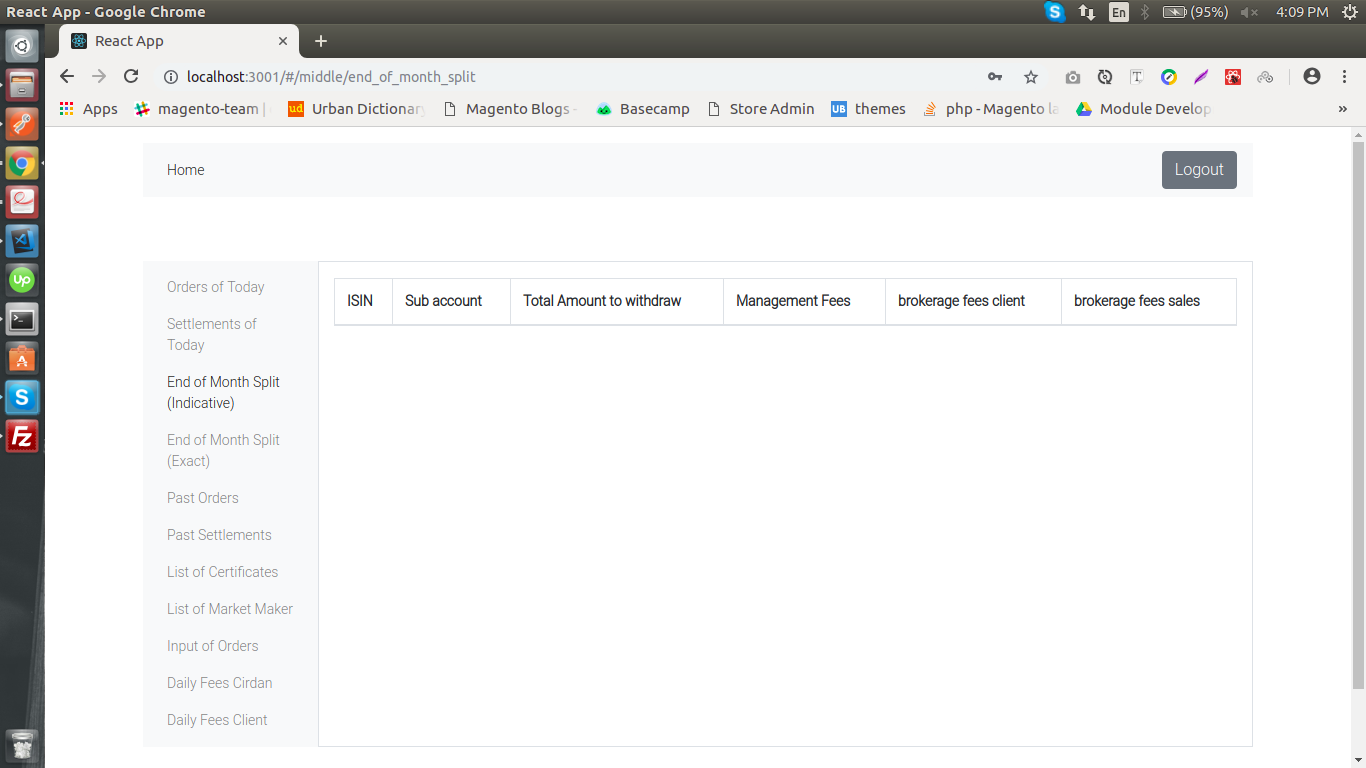 React App - Google Chrome
En
(95%)
4:09 PM
React App
localhost:3001/#/middle/end_of_month_split
Apps
magento-team |
ud
Urban Dictionary
Magento Blogs -
Basecamp
Store Admin
UB
themes
php - Magento la
Module Develop
»
Home
Logout
Orders of Today
Settlements of
Today
End of Month Split
(Indicative)
End of Month Split
(Exact)
Past Orders
Past Settlements
List of Certificates
List of Market Maker
Input of Orders
Daily Fees Cirdan
Daily Fees Client
ISIN
Sub account
Total Amount to withdraw
Management Fees
brokerage fees client
brokerage fees sales
Up
S
Fz